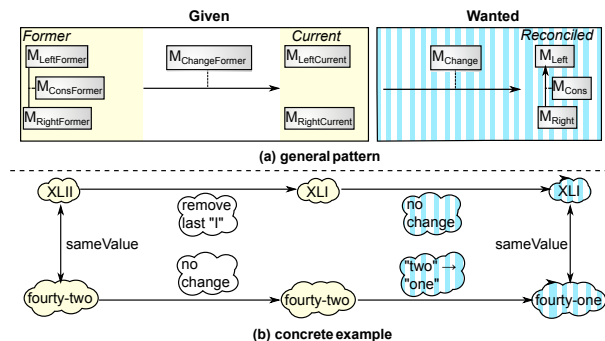 Given Wanted
Former Current Reconciled
MLeftFormer MChangeFormer MLeftCurrent MChange MLeft
MConsFormer MCons
MRightFormer MRightCurrent MRight
(a) general pattern
XLII XLI XLI
remove
last "I"
no
change
sameValue sameValue
no
change
"two" →
"one"
fourty-two fourty-two fourty-one
(b) concrete example